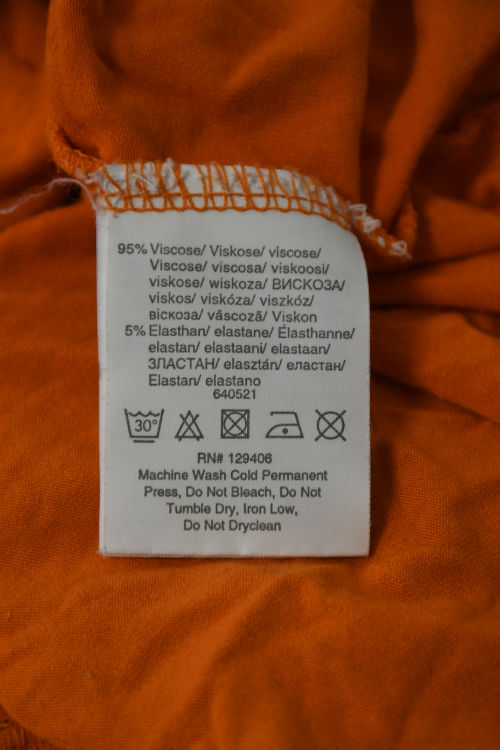 95% Viscose/ Viskose/ viscose/
Viscose/ viscosa/ viskoosi/
viskose/ wiskoza/ ВИСКОЗА/
viskos/ viskóza/ viszkóz/
віскоза/ vâscozã/ Viskon
5% Elasthan/ elastane/ Élasthanne/
elastan/ elastaani/ elastaan/
ЗЛАСТАН/ elasztán/ еластан/
Elastan/ elastano
640521
30°
RN# 129406
Machine Wash Cold Permanent
Press, Do Not Bleach, Do Not
Tumble Dry, Iron Low,
Do Not Dryclean